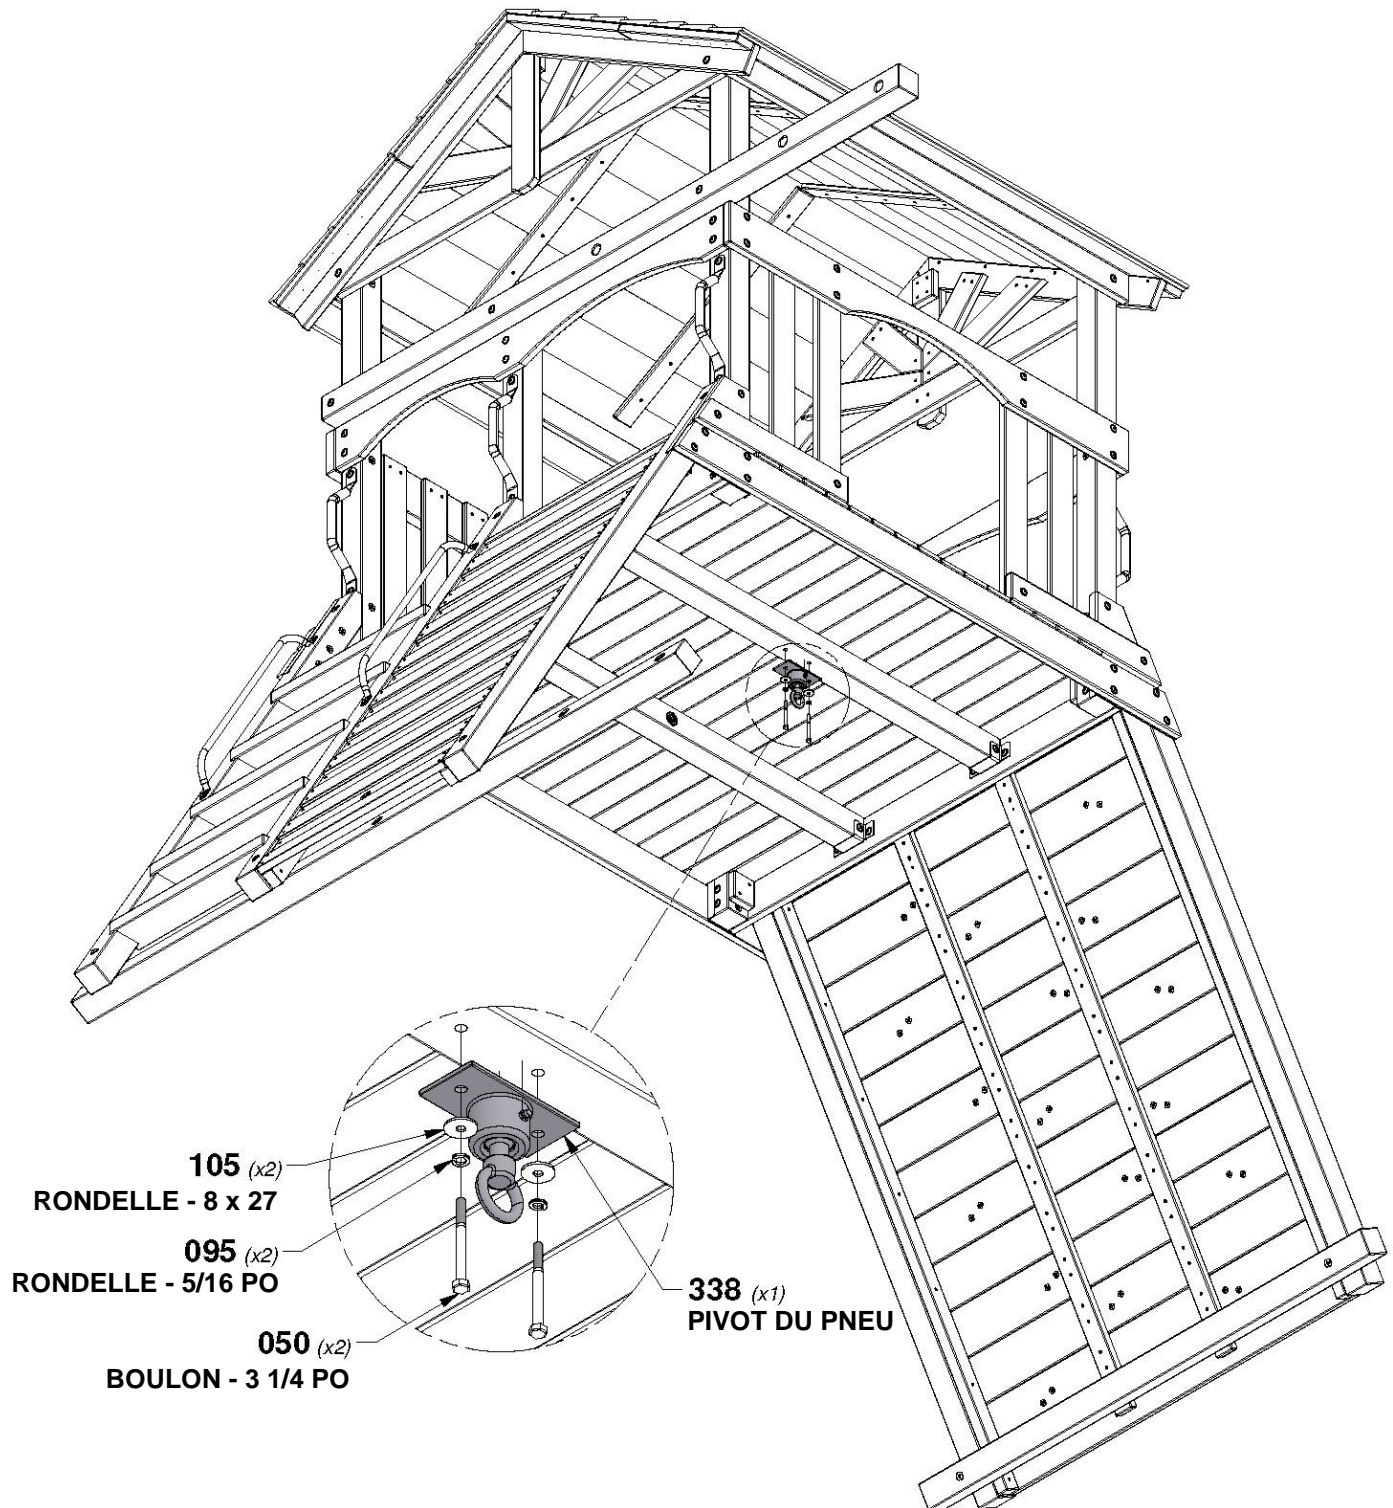 105 (x2)
RONDELLE - 8 x 27
095 (x2)
RONDELLE - 5/16 PO
050 (x2)
BOULON - 3 1/4 PO
338 (x1)
PIVOT DU PNEU